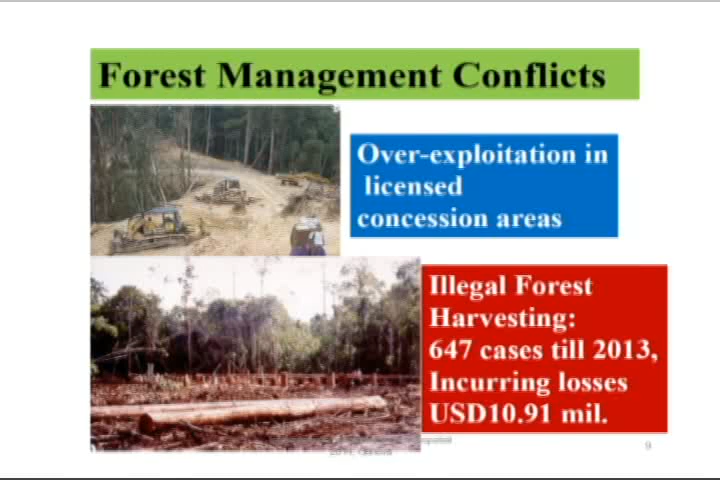 Forest Management Conflicts
Over-exploitation in
licensed
concession areas
Illegal Forest
Harvesting:
647 cases till 2013,
Incurring losses
USD10.91 mil.
9